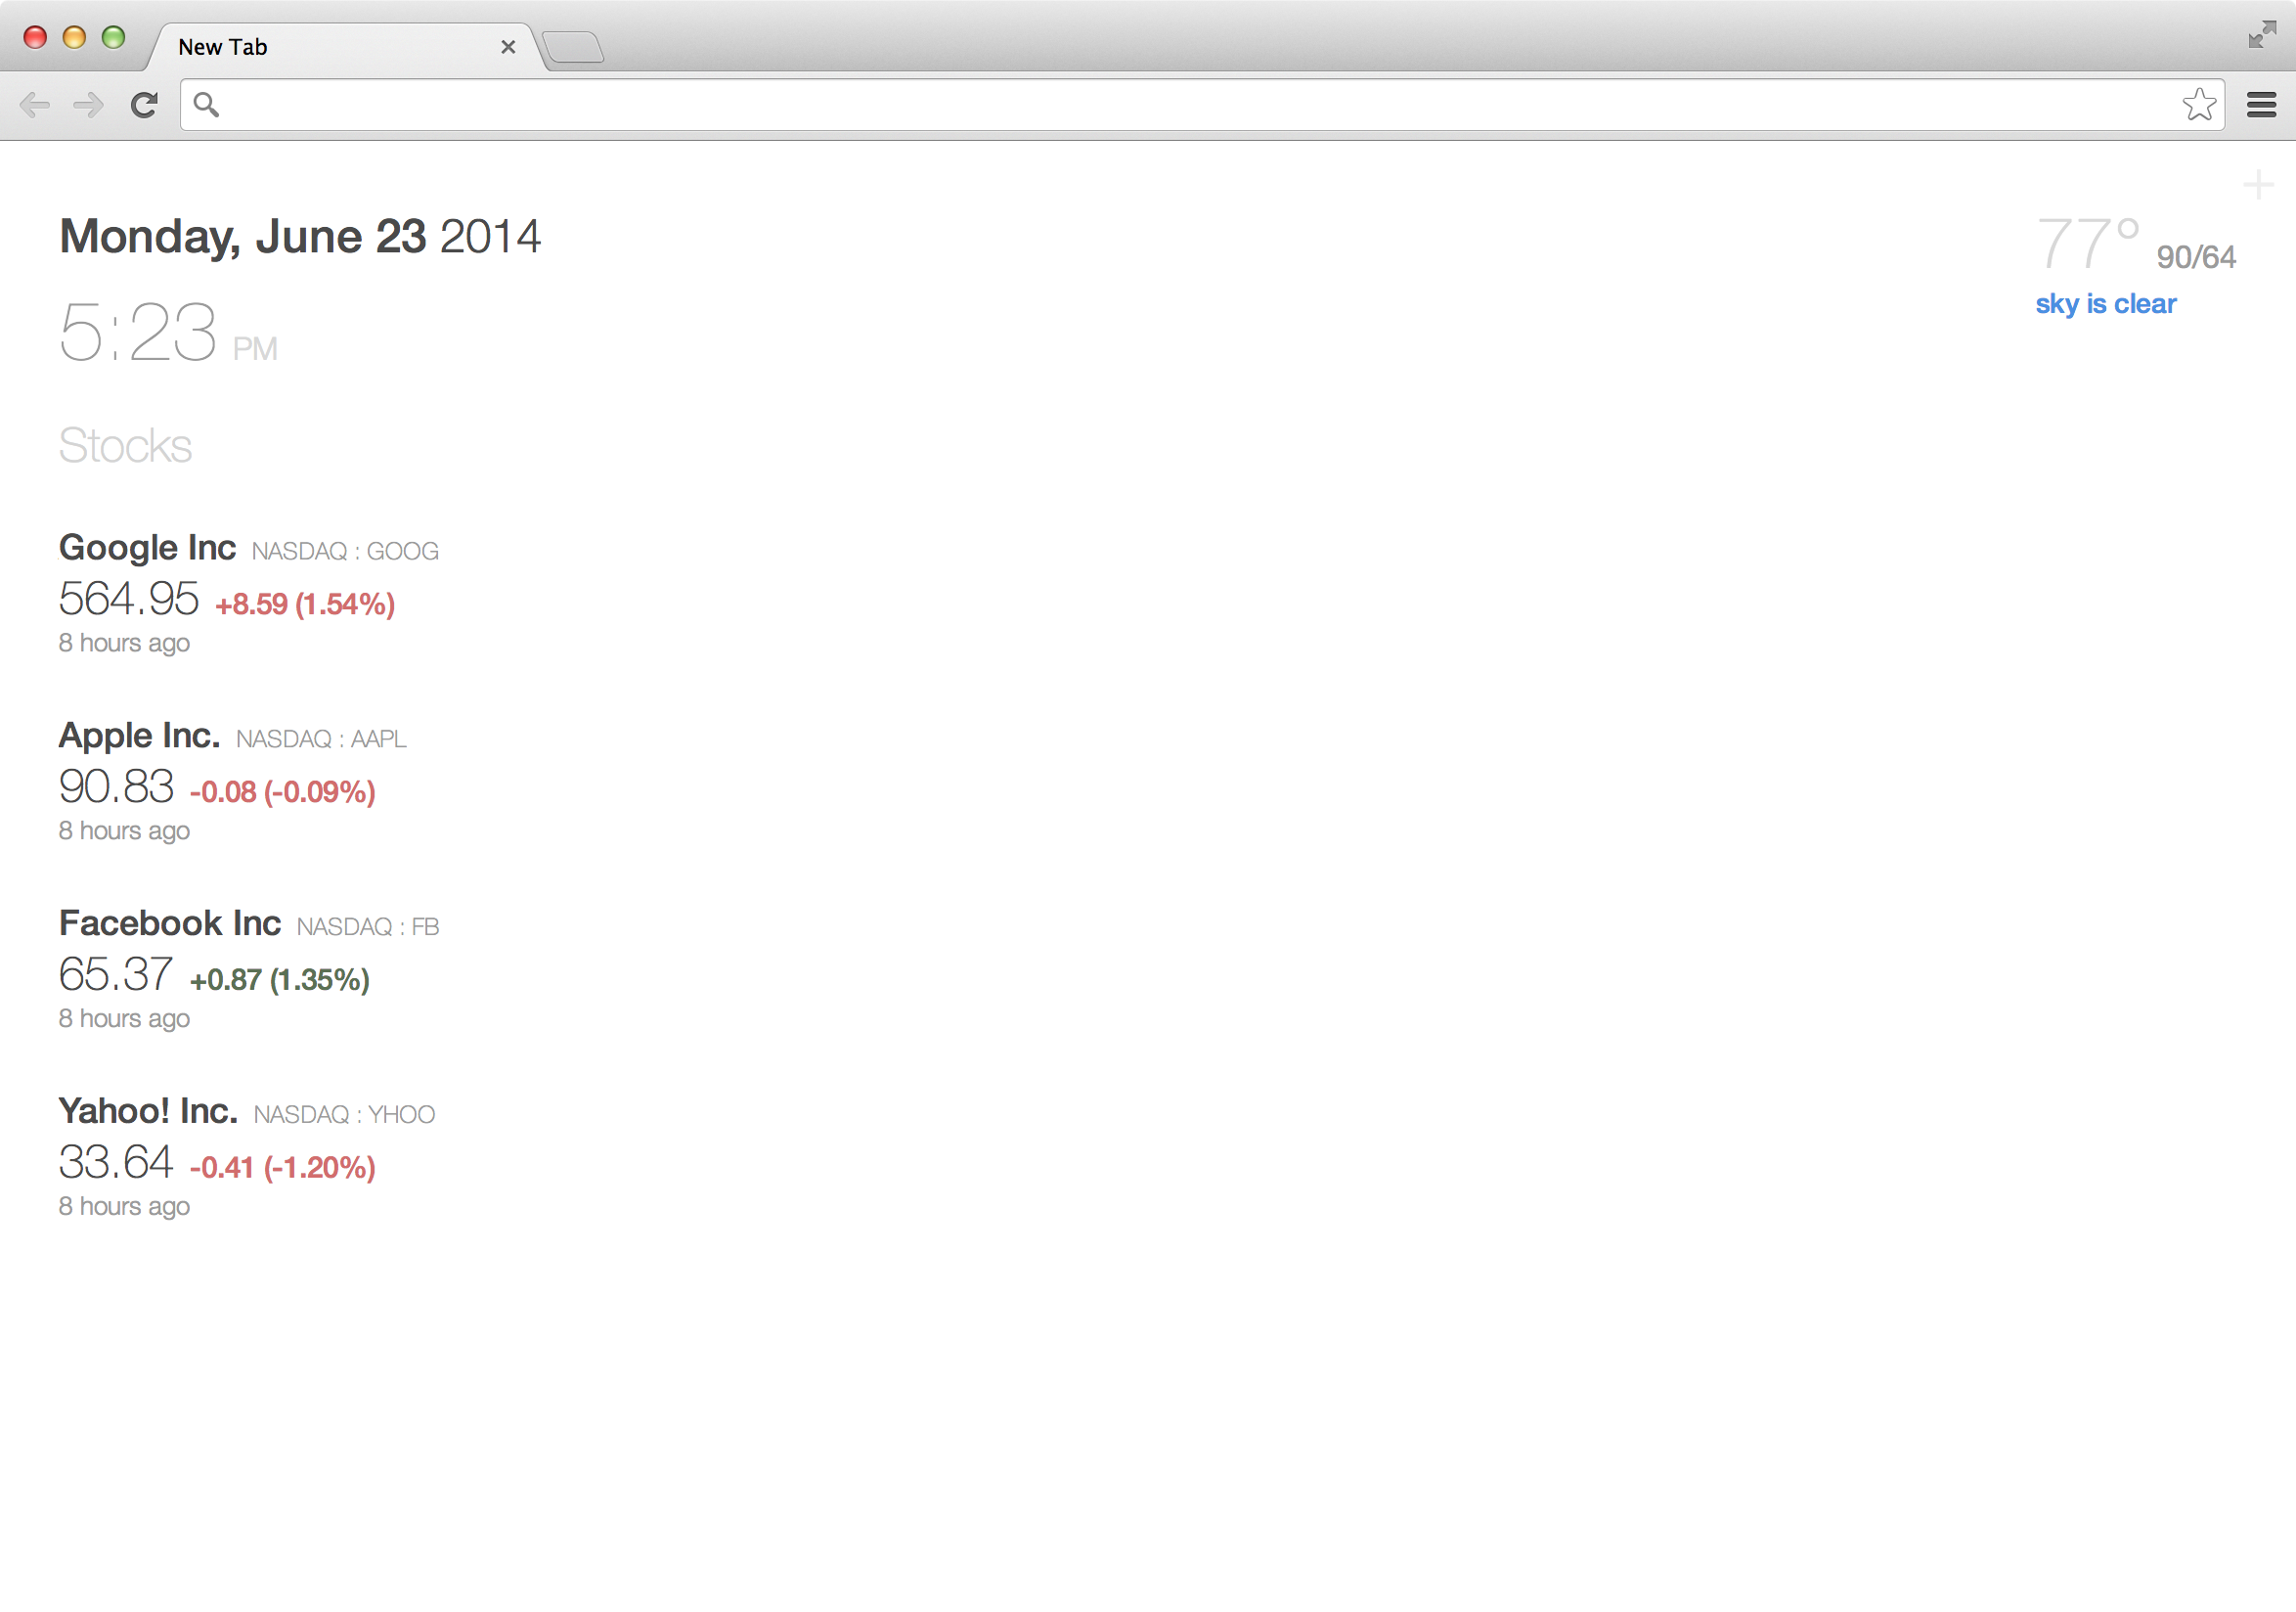 New Tab
Monday, June 23 2014
77° 90/64
sky is clear
5:23 PM
Stocks
Google Inc NASDAQ : GOOG
564.95 +8.59 (1.54%)
8 hours ago
Apple Inc. NASDAQ : AAPL
90.83 -0.08 (-0.09%)
8 hours ago
Facebook Inc NASDAQ : FB
65.37 +0.87 (1.35%)
8 hours ago
Yahoo! Inc. NASDAQ : YHOO
33.64 -0.41 (-1.20%)
8 hours ago